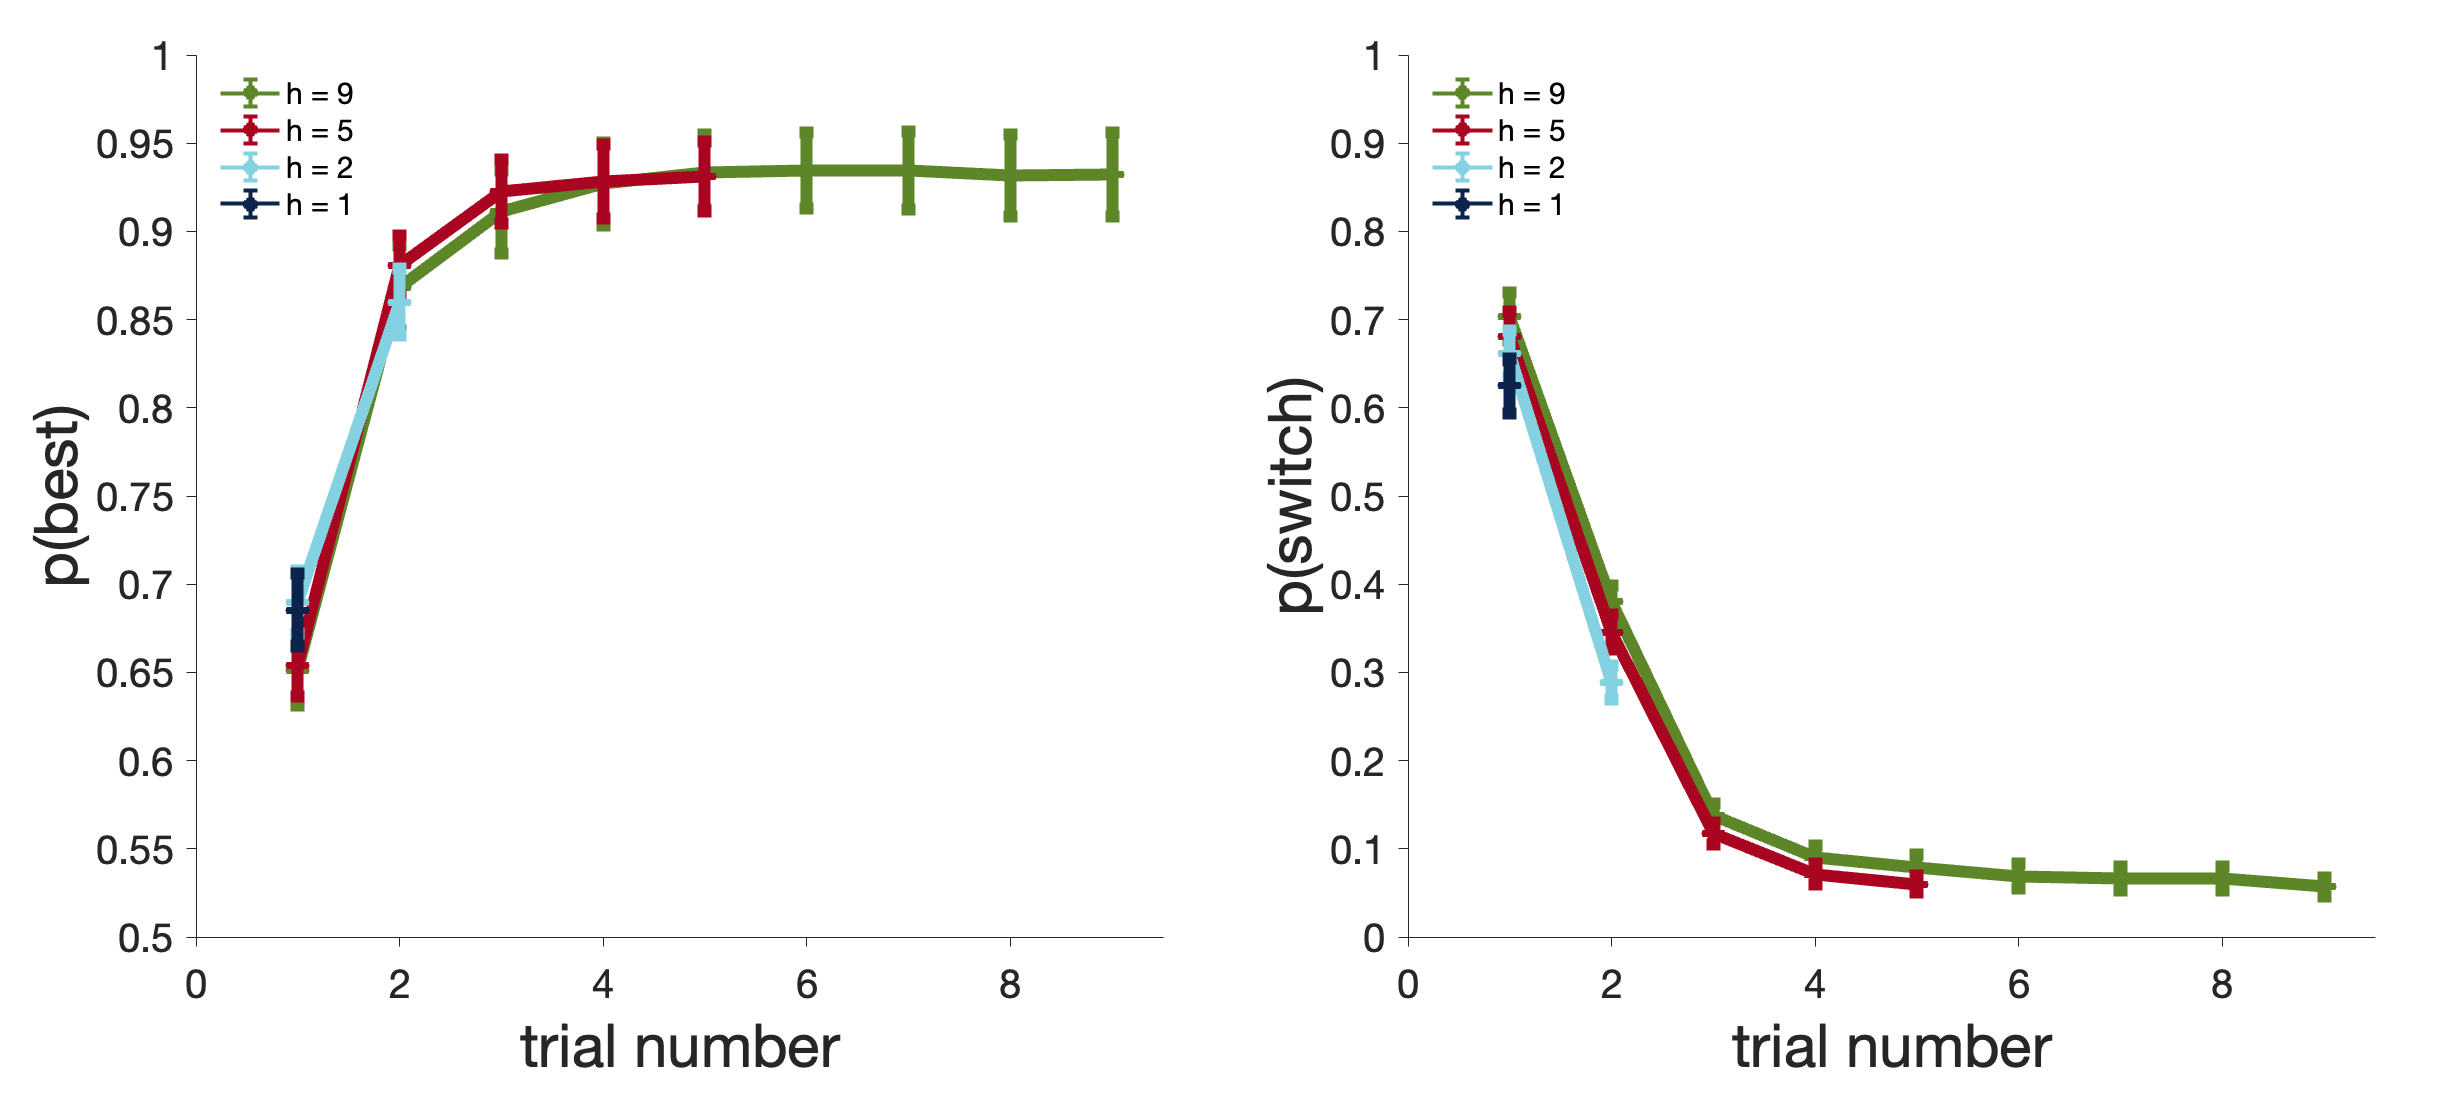 1
0.95
0.9
0.85
0.8
0.75
0.7
0.65
0.6
0.55
0.5
p(best)
h = 9
h = 5
h = 2
h = 1
0 2 4 6 8
trial number
1
0.9
0.8
0.7
0.6
0.5
0.4
0.3
0.2
0.1
0
p(switch)
h = 9
h = 5
h = 2
h = 1
0 2 4 6 8
trial number